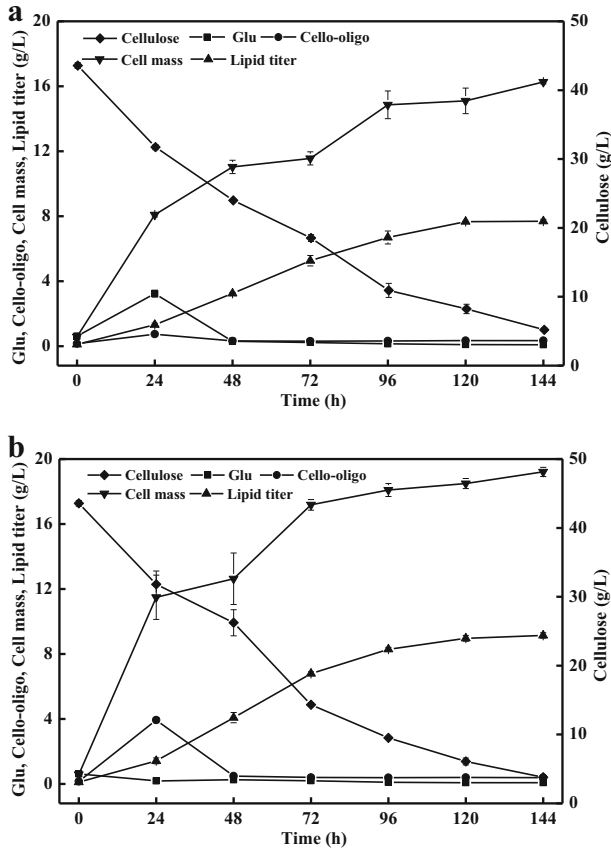 a
Glu, Cello-oligo, Cell mass, Lipid titer (g/L)
20
16
12
8
4
0
Cellulose Glu Cello-oligo
Cell mass Lipid titer
50
40
30
20
10
0
Cellulose (g/L)
0 24 48 72 96 120 144
Time (h)
b
Glu, Cello-oligo, Cell mass, Lipid titer (g/L)
20
16
12
8
4
0
Cellulose Glu Cello-oligo
Cell mass Lipid titer
50
40
30
20
10
0
Cellulose (g/L)
0 24 48 72 96 120 144
Time (h)